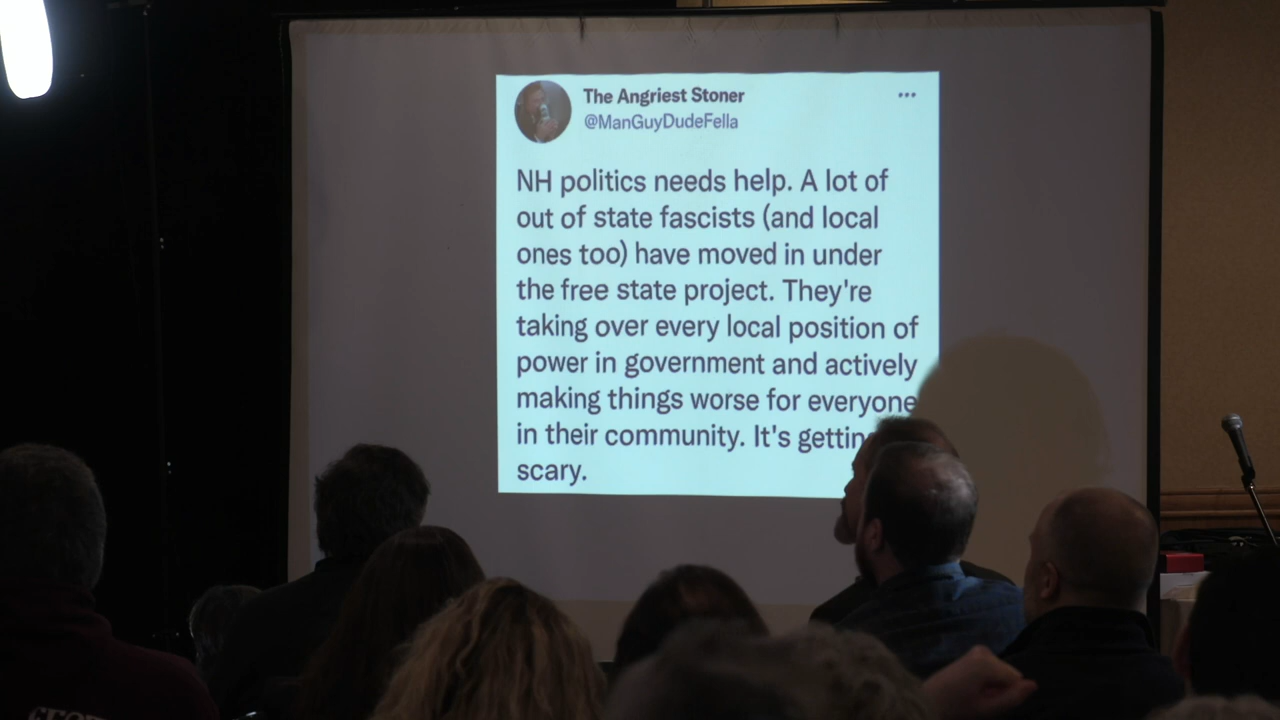 The Angriest Stoner
@ManGuyDudeFella
NH politics needs help. A lot of
out of state fascists (and local
ones too) have moved in under
the free state project. They're
taking over every local position of
power in government and actively
making things worse for everyone
in their community. It's gettin
scary.